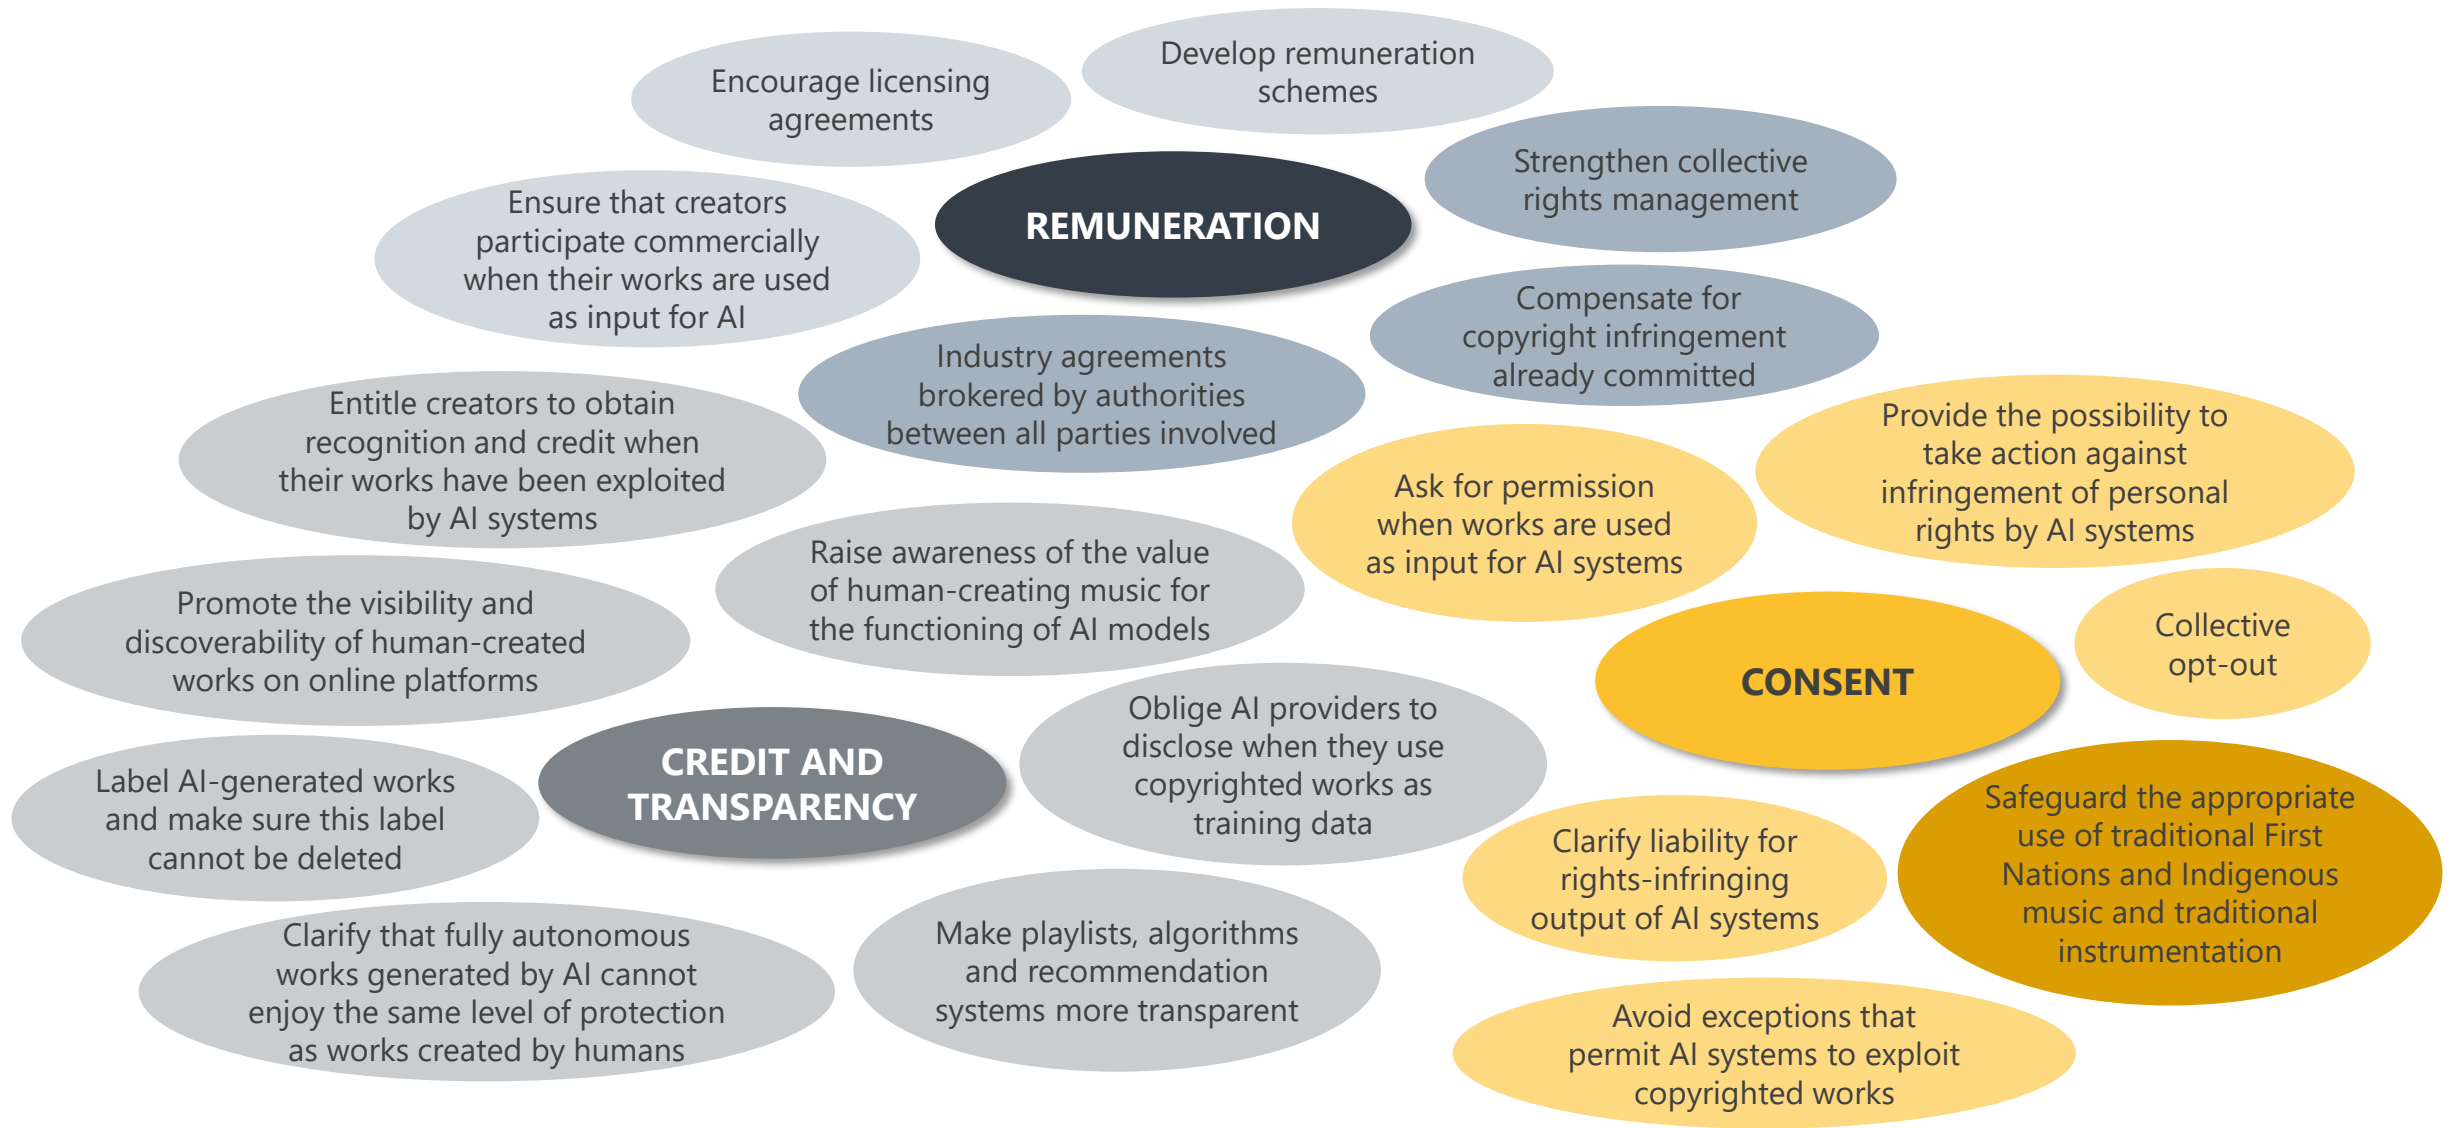 Develop remuneration
schemes
Encourage licensing
agreements
Strengthen collective
rights management
REMUNERATION
Ensure that creators
participate commercially
when their works are used
as input for AI
Compensate for
copyright infringement
already committed
Industry agreements
brokered by authorities
between all parties involved
Entitle creators to obtain
recognition and credit when
their works have been exploited
by AI systems
Provide the possibility to
take action against
infringement of personal
rights by AI systems
Ask for permission
when works are used
as input for AI systems
Raise awareness of the value
of human-creating music for
the functioning of AI models
Promote the visibility and
discoverability of human-created
works on online platforms
Collective
opt-out
CONSENT
Oblige AI providers to
disclose when they use
copyrighted works as
training data
CREDIT AND
TRANSPARENCY
Label AI-generated works
and make sure this label
cannot be deleted
Safeguard the appropriate
use of traditional First
Nations and Indigenous
music and traditional
instrumentation
Clarify liability for
rights-infringing
output of AI systems
Clarify that fully autonomous
works generated by AI cannot
enjoy the same level of protection
as works created by humans
Make playlists, algorithms
and recommendation
systems more transparent
Avoid exceptions that
permit AI systems to exploit
copyrighted works